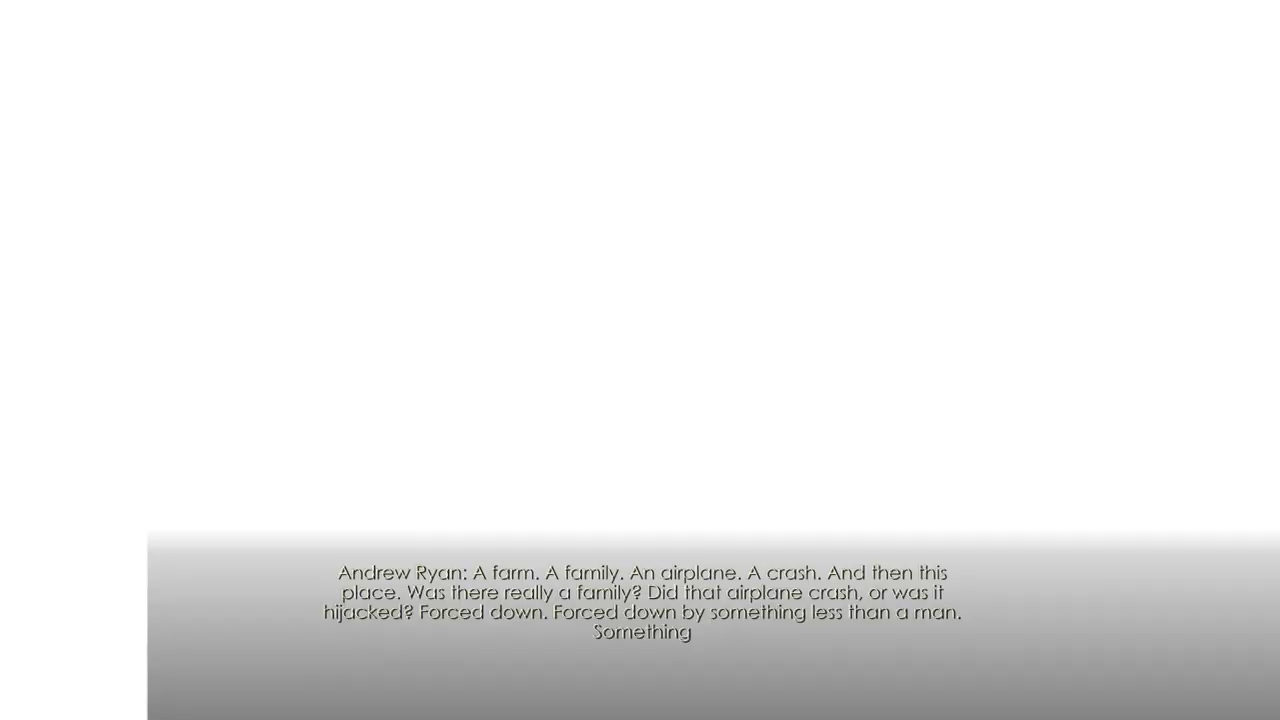 Andrew Ryan: A farm. A family. An airplane. A crash. And then this
place. Was there really a family? Did that airplane crash, or was it
hijacked? Forced down. Forced down by something less than a man.
Something